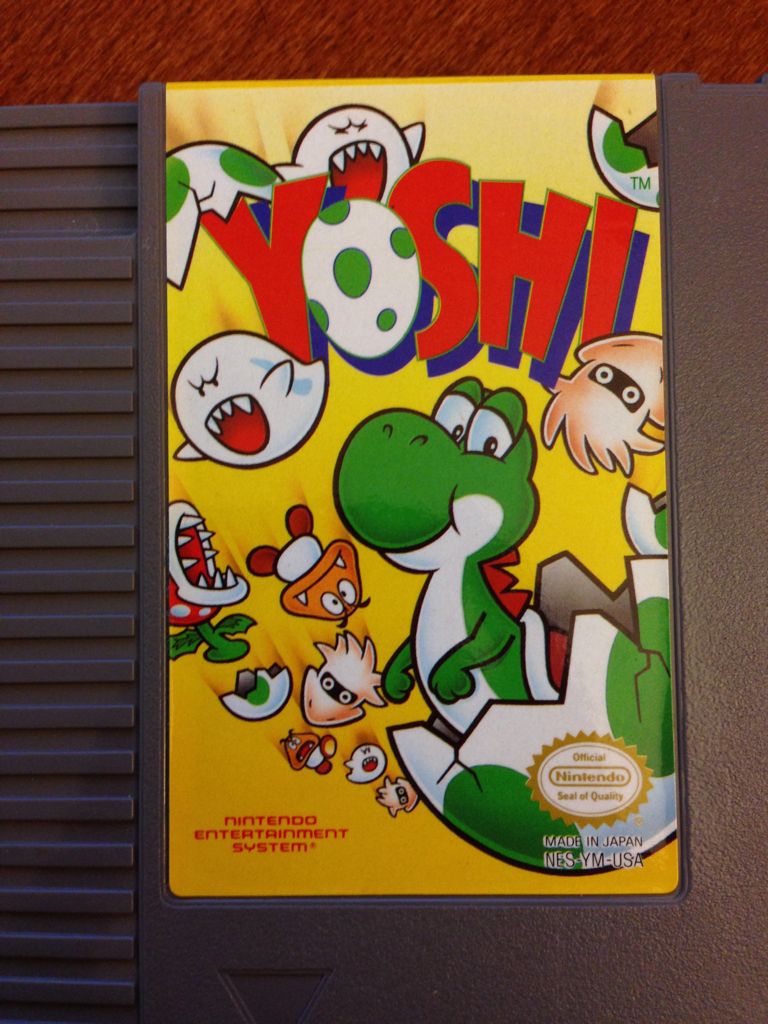 YOSHI
TM
Official
Nintendo
Seal of Quality
NINTENDO
ENTERTAINMENT
SYSTEM®
MADE IN JAPAN
NES-YM-USA